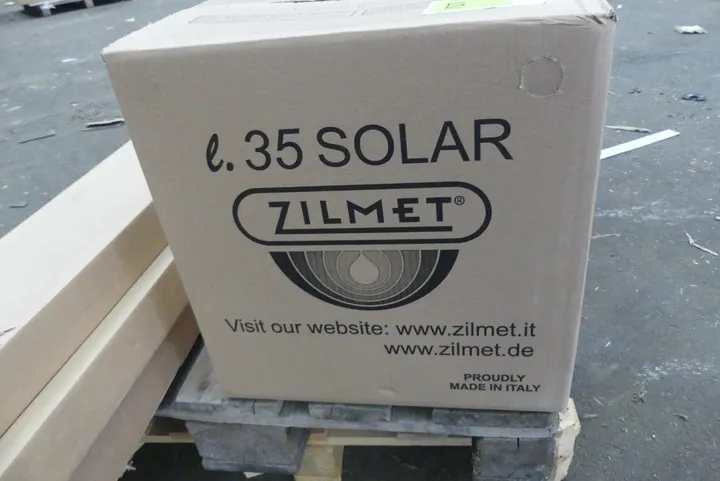 ℓ. 35 SOLAR
ZILMET®
Visit our website: www.zilmet.it
www.zilmet.de
PROUDLY
MADE IN ITALY